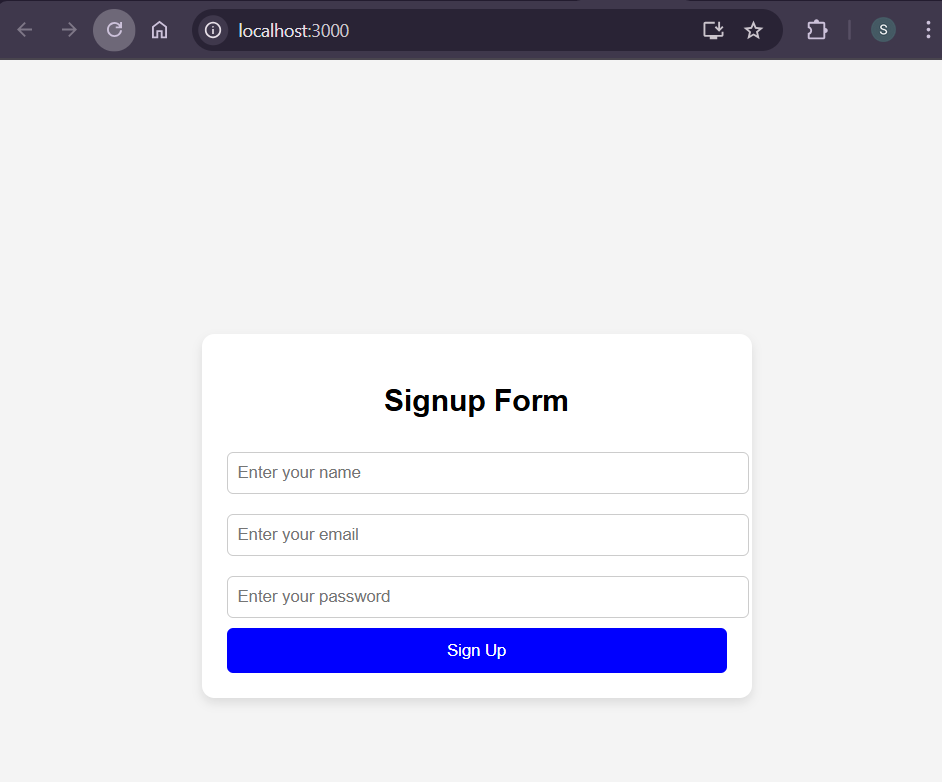 localhost:3000
S
Signup Form
Enter your name
Enter your email
Enter your password
Sign Up